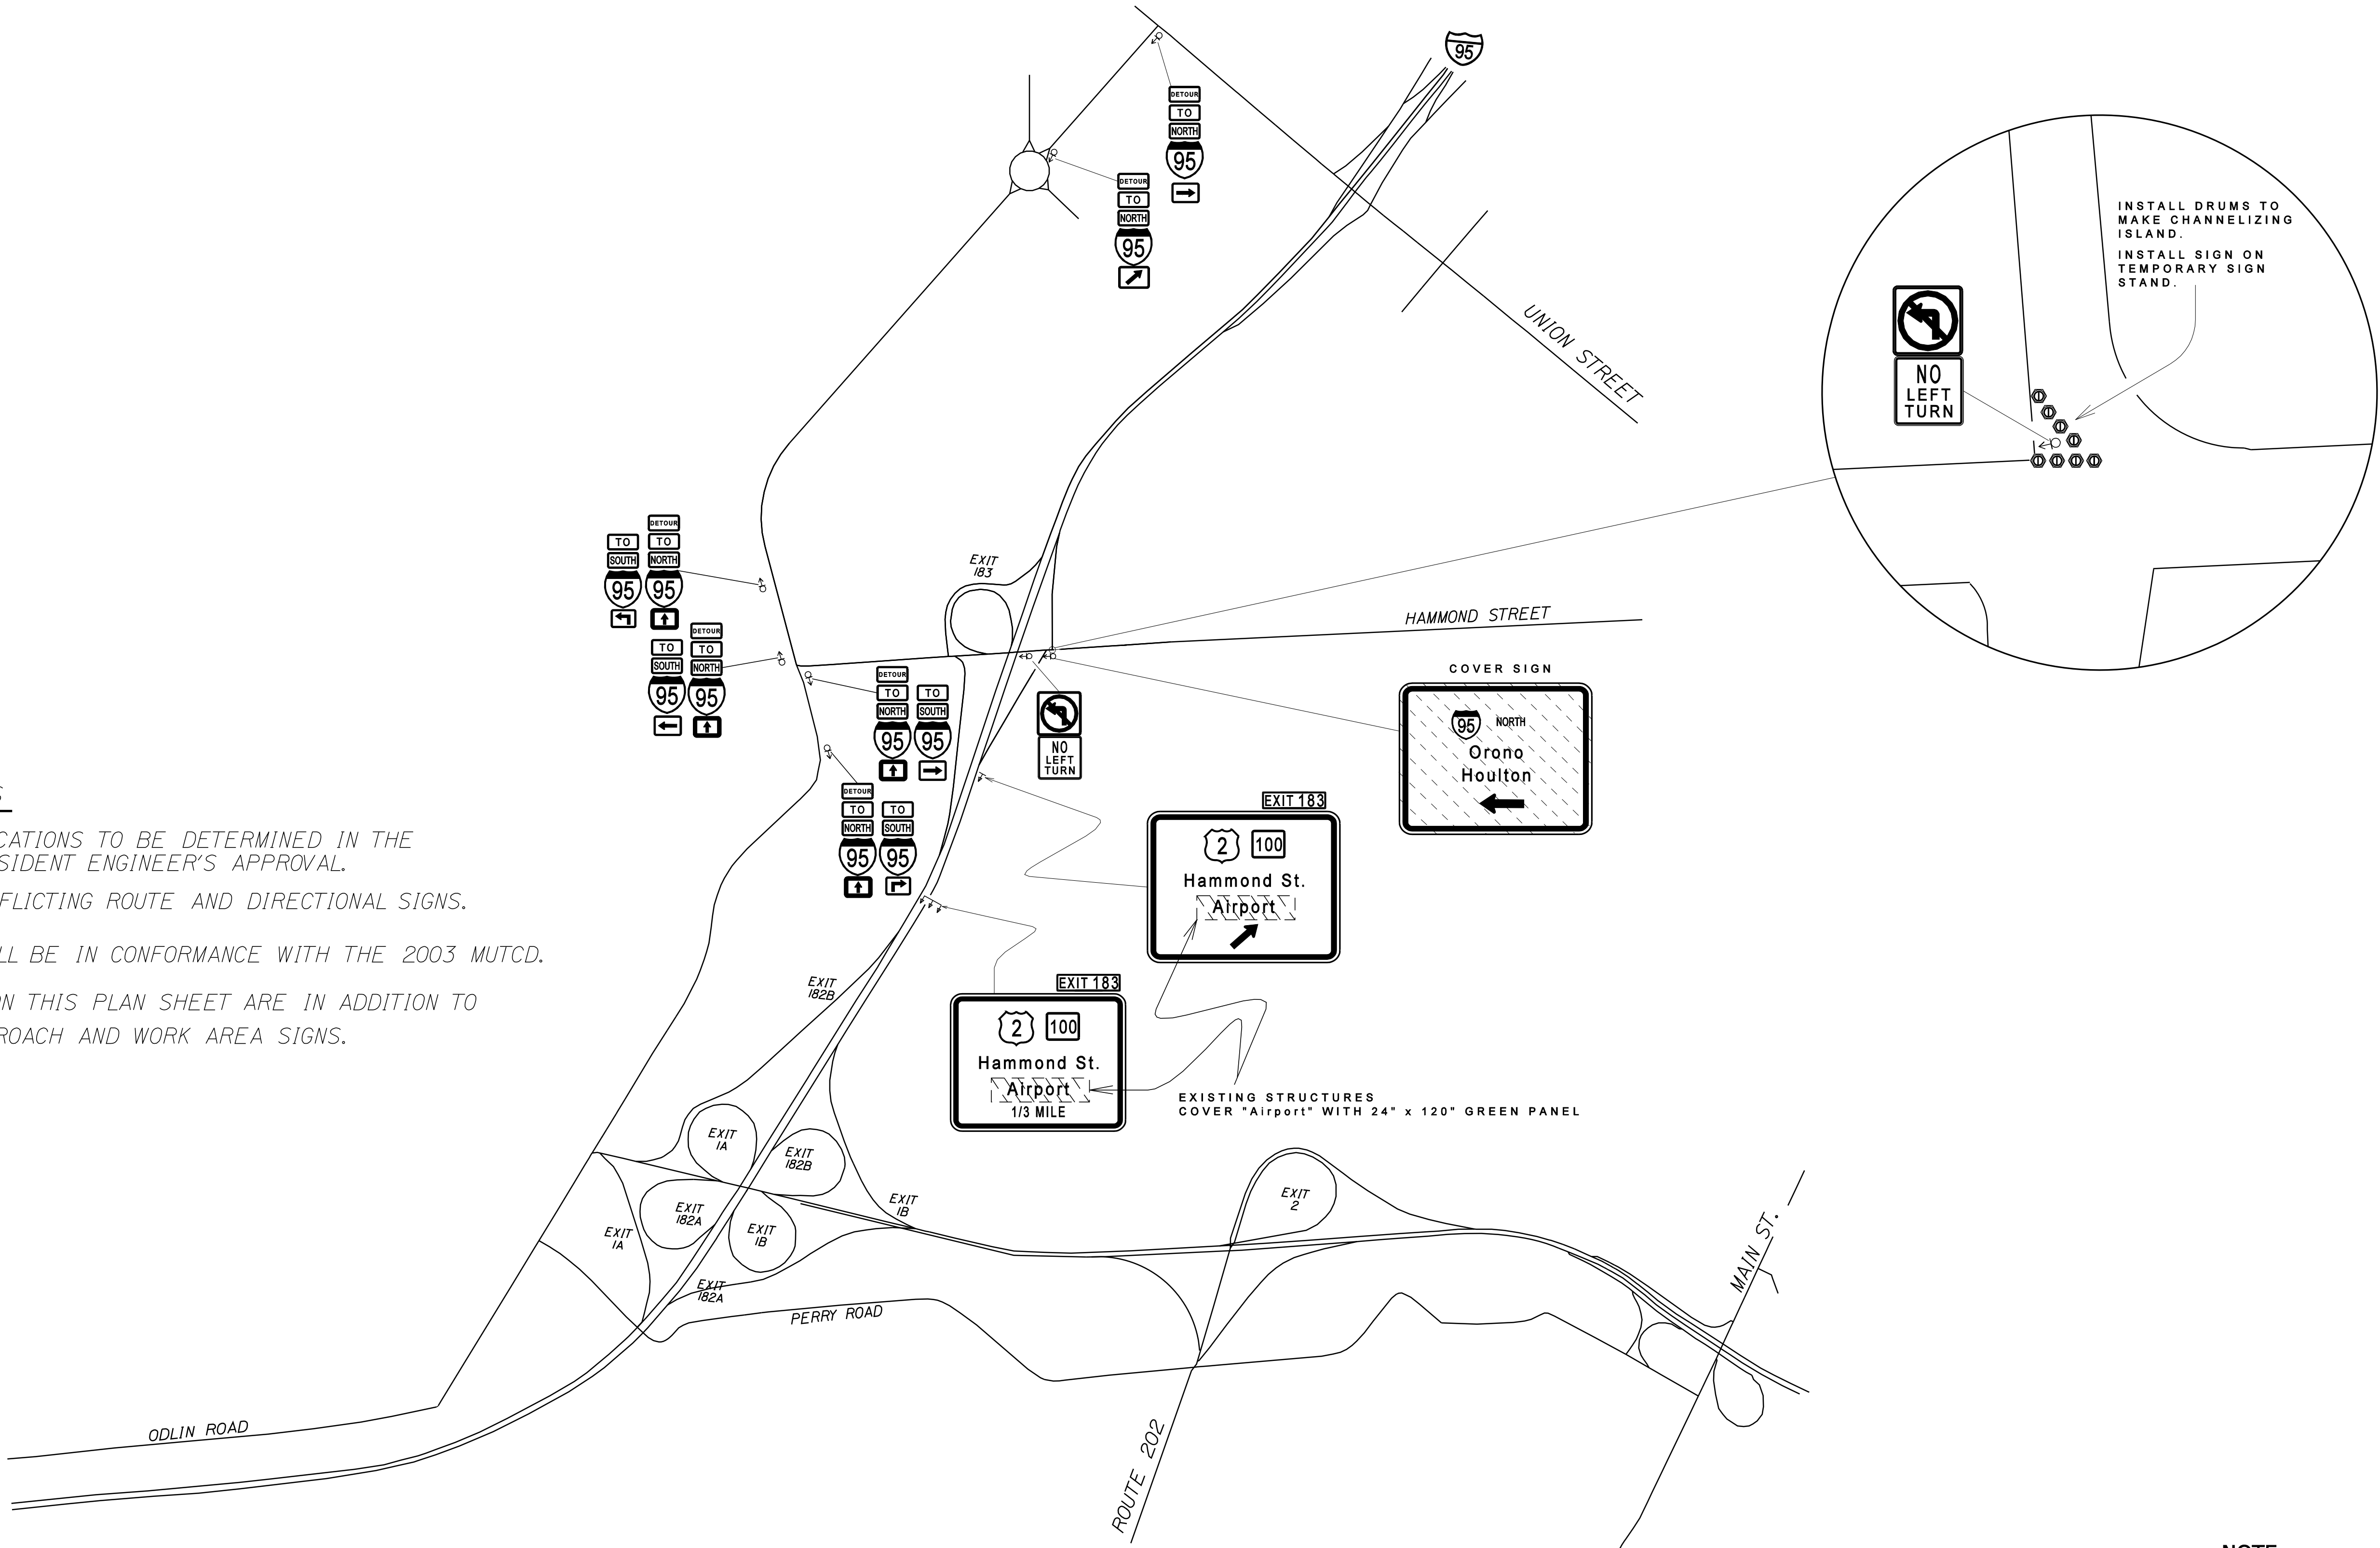 95
DETOUR
TO
NORTH
95
DETOUR
TO
NORTH
95
INSTALL DRUMS TO
MAKE CHANNELIZING
ISLAND.
INSTALL SIGN ON
TEMPORARY SIGN
STAND.
NO
LEFT
TURN
UNION STREET
DETOUR
TO TO
SOUTH NORTH
95 95
DETOUR
TO TO
SOUTH NORTH
95 95
EXIT
183
HAMMOND STREET
DETOUR
TO TO
NORTH SOUTH
95 95
NO
LEFT
TURN
COVER SIGN
95 NORTH
Orono
Houlton
DETOUR
TO TO
NORTH SOUTH
95 95
EXIT 183
2 100
Hammond St.
Airport
EXIT 183
2 100
Hammond St.
Airport
1/3 MILE
EXISTING STRUCTURES
COVER "Airport" WITH 24" x 120" GREEN PANEL
S
CATIONS TO BE DETERMINED IN THE
SIDENT ENGINEER'S APPROVAL.
FLICTING ROUTE AND DIRECTIONAL SIGNS.
LL BE IN CONFORMANCE WITH THE 2003 MUTCD.
ON THIS PLAN SHEET ARE IN ADDITION TO
ROACH AND WORK AREA SIGNS.
EXIT
182B
EXIT
1A
EXIT
182B
EXIT
182A
EXIT
1B
EXIT
1A
EXIT
1B
EXIT
182A
EXIT
2
MAIN ST.
PERRY ROAD
ODLIN ROAD
ROUTE 202
NOTE